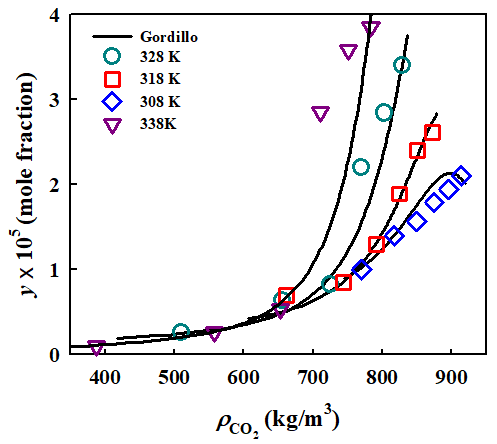 4
3
2
1
0
y x 10⁵ (mole fraction)
Gordillo
328 K
318 K
308 K
338K
400 500 600 700 800 900
ρCO₂ (kg/m³)